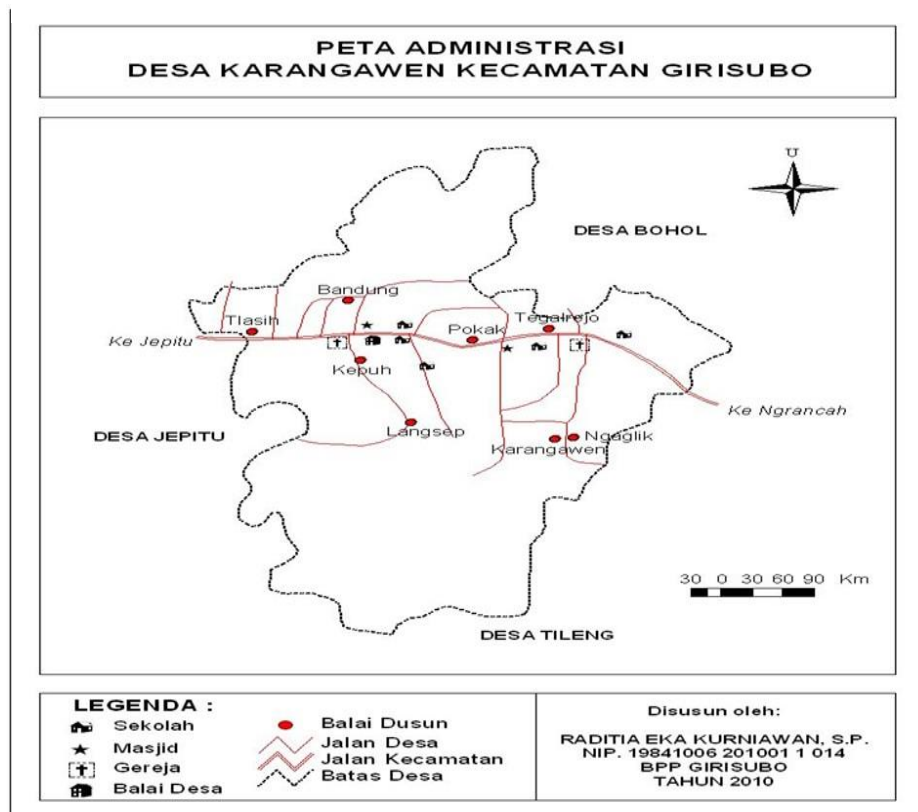 PETA ADMINISTRASI
DESA KARANGAWEN KECAMATAN GIRISUBO
U
DESA BOHOL
Bandung
Tlasih
Tegalrejo
Pokak
Ke Jepitu
Kepuh
Ke Ngrancah
DESA JEPITU
Langsep
Ngaglik
Karangawen
30 0 30 60 90 Km
DESA TILENG
LEGENDA :
Sekolah
Masjid
Gereja
Balai Desa
Balai Dusun
Jalan Desa
Jalan Kecamatan
Batas Desa
Disusun oleh:
RADITIA EKA KURNIAWAN, S.P.
NIP. 19841006 201001 1 014
BPP GIRISUBO
TAHUN 2010